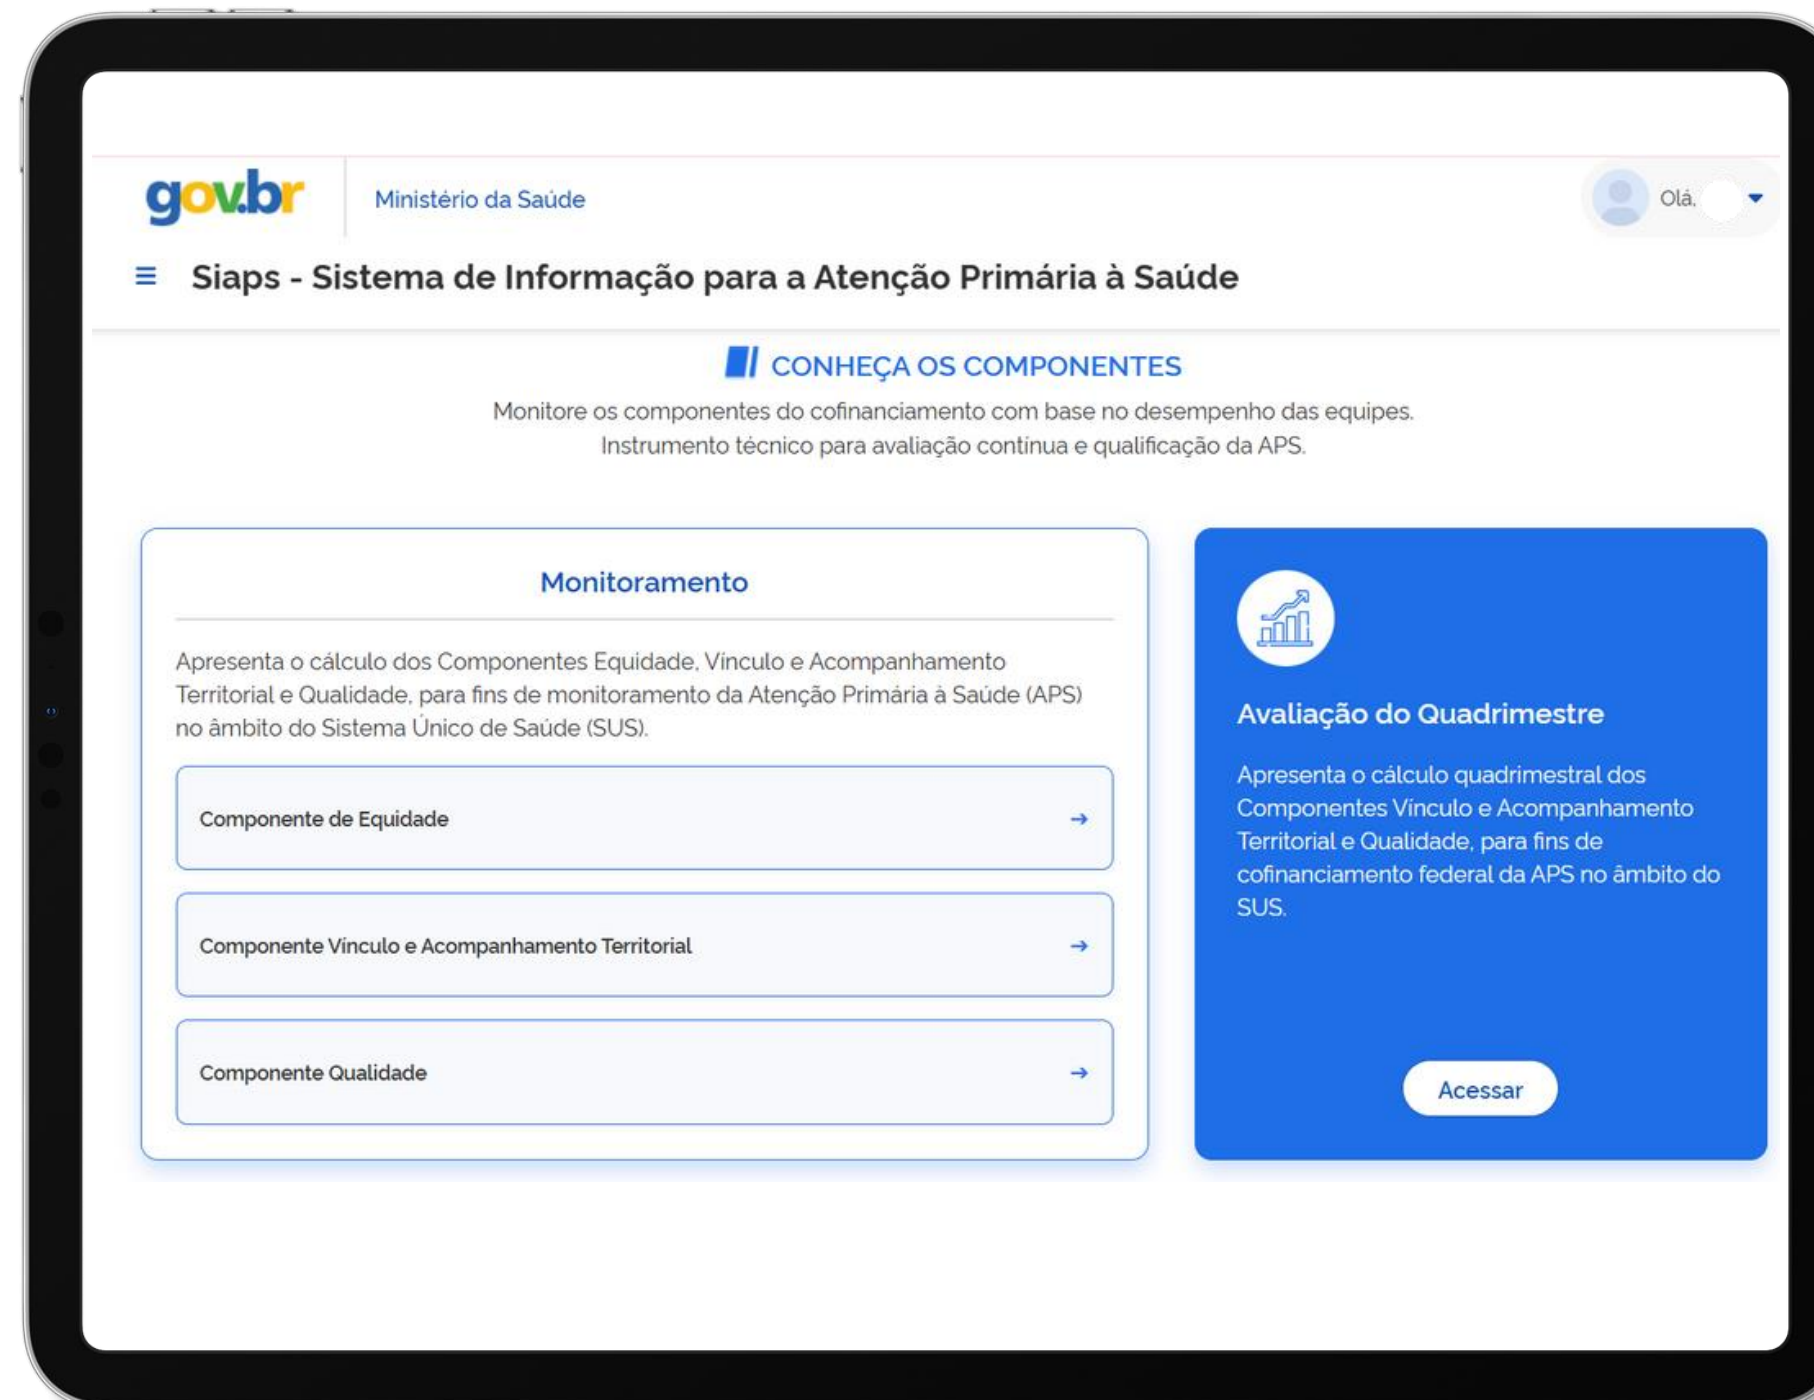 gov.br
Ministério da Saúde
Olá,
Siaps - Sistema de Informação para a Atenção Primária à Saúde
CONHEÇA OS COMPONENTES
Monitore os componentes do cofinanciamento com base no desempenho das equipes.
Instrumento técnico para avaliação contínua e qualificação da APS.
Monitoramento
Apresenta o cálculo dos Componentes Equidade, Vínculo e Acompanhamento
Territorial e Qualidade, para fins de monitoramento da Atenção Primária à Saúde (APS)
no âmbito do Sistema Único de Saúde (SUS).
Componente de Equidade
Componente Vínculo e Acompanhamento Territorial
Componente Qualidade
Avaliação do Quadrimestre
Apresenta o cálculo quadrimestral dos
Componentes Vínculo e Acompanhamento
Territorial e Qualidade, para fins de
cofinanciamento federal da APS no âmbito do
SUS.
Acessar